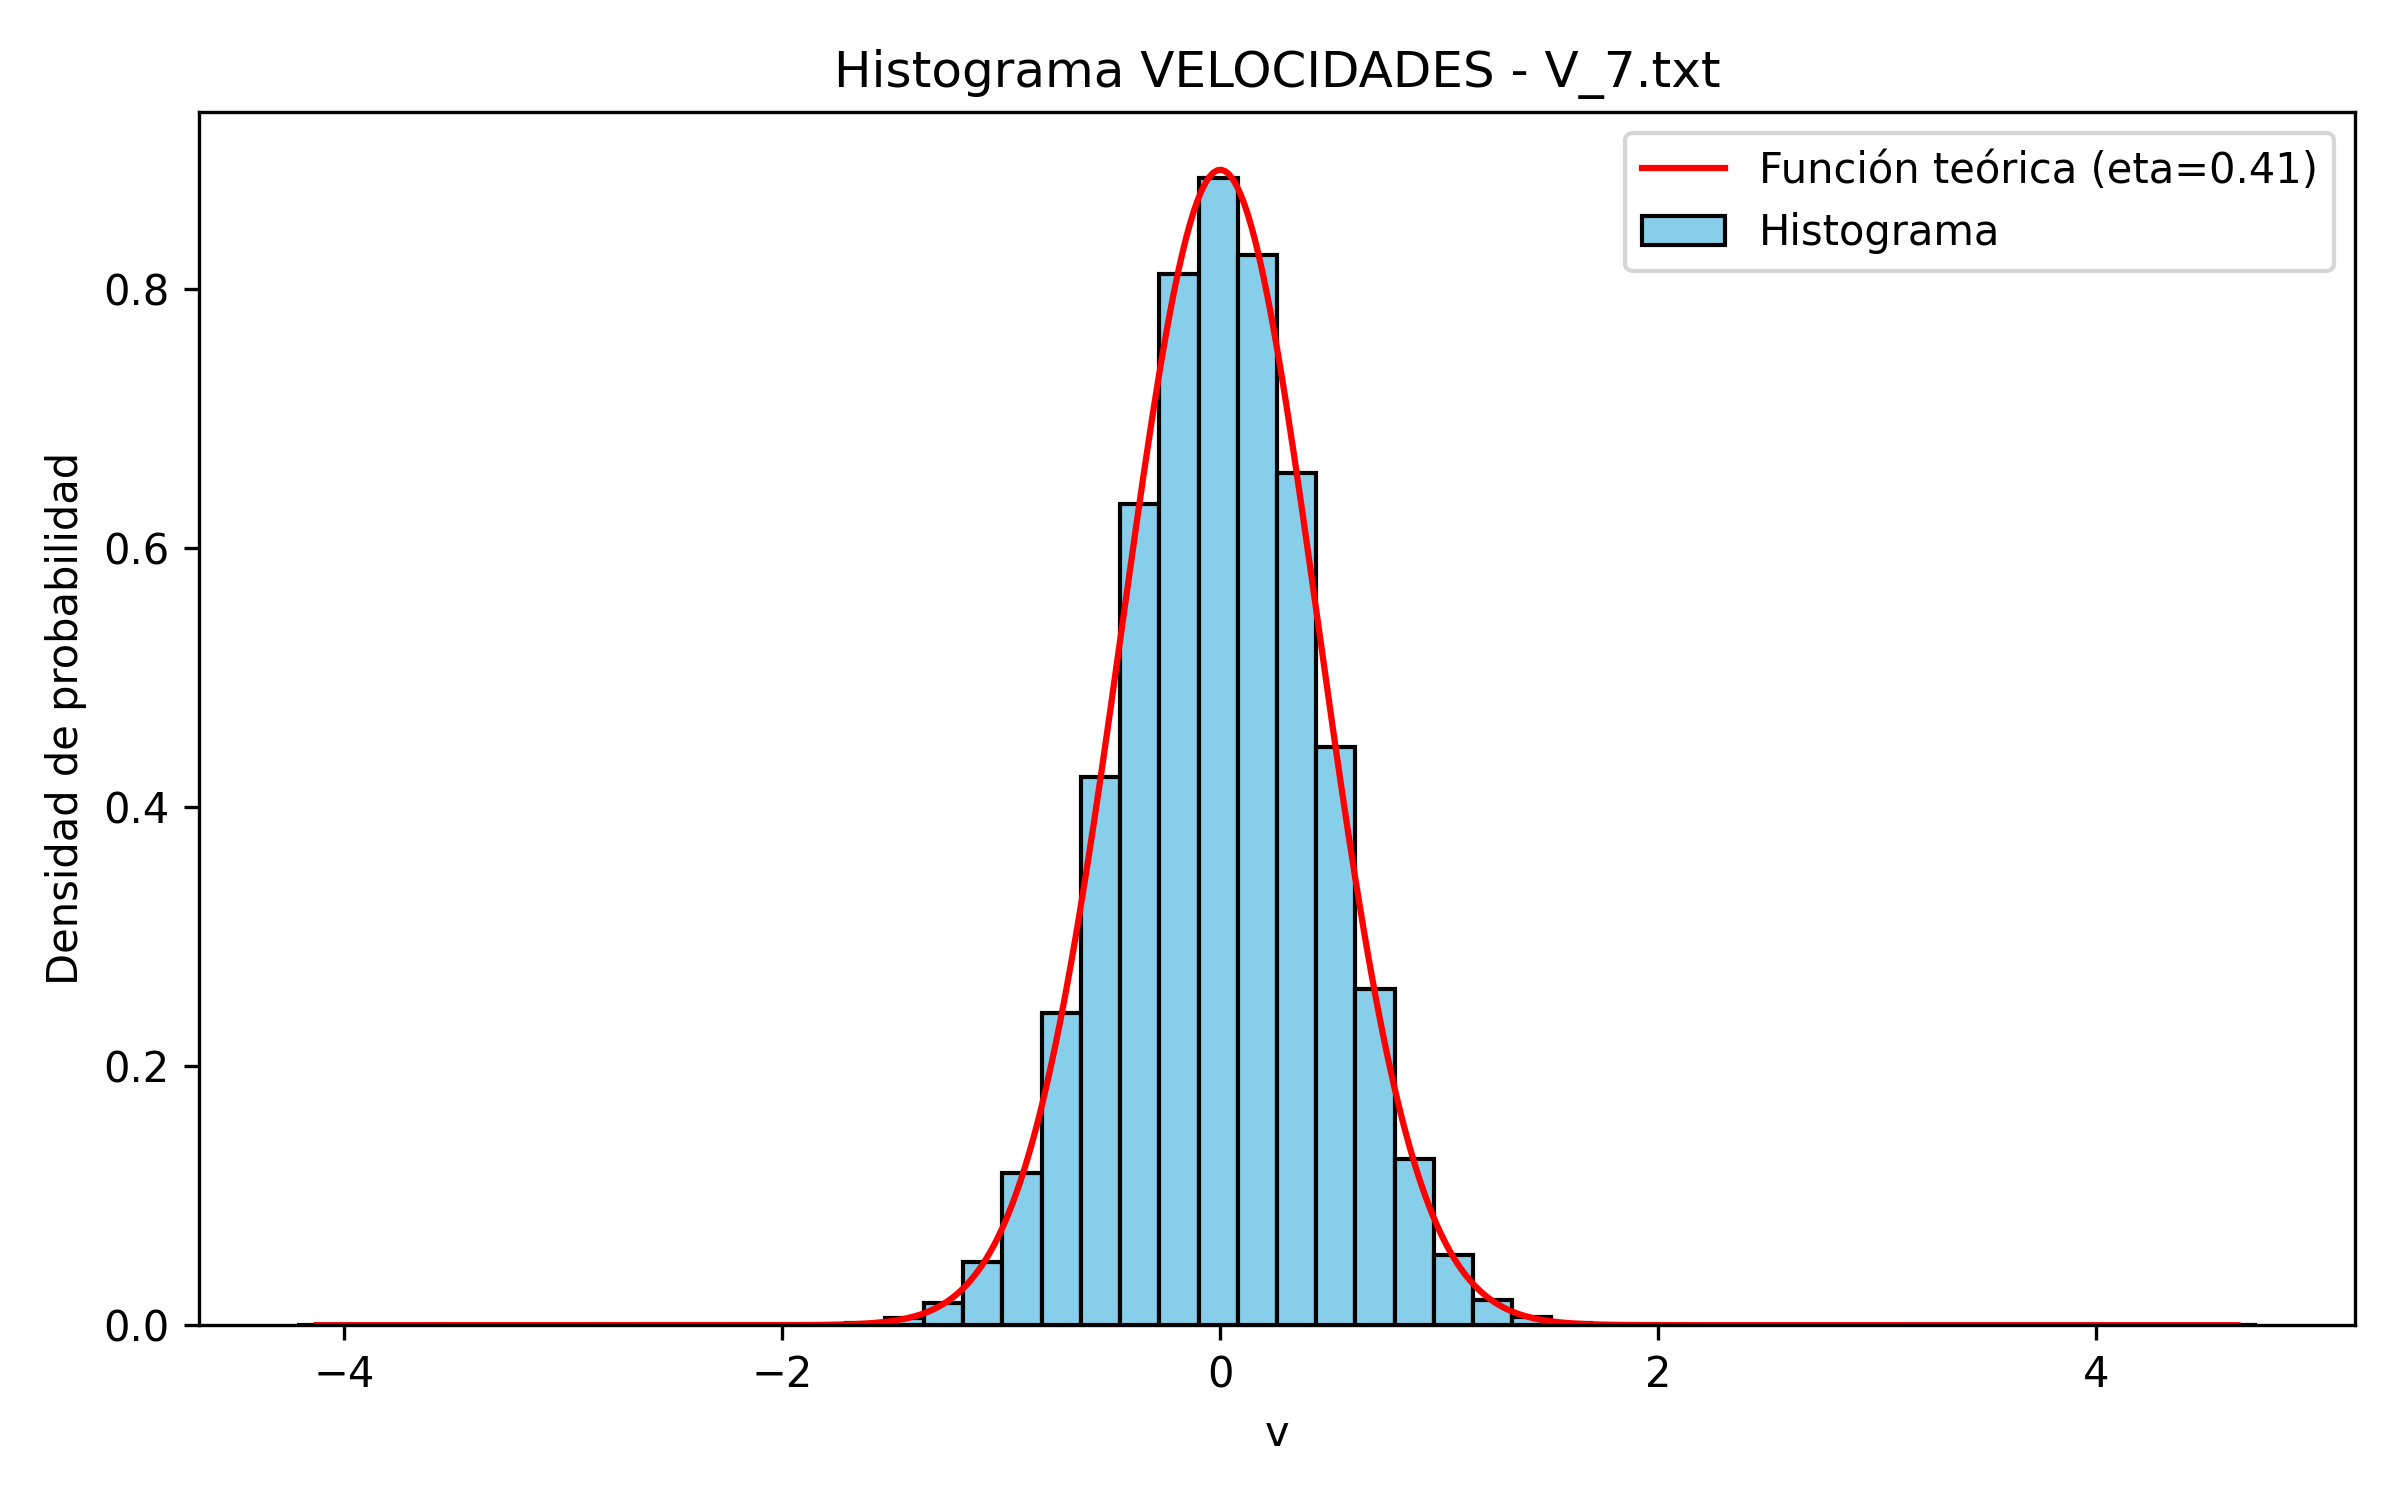 Histograma VELOCIDADES - V_7.txt
Función teórica (eta=0.41)
Histograma
Densidad de probabilidad
0.8
0.6
0.4
0.2
0.0
−4
−2
0
2
4
v